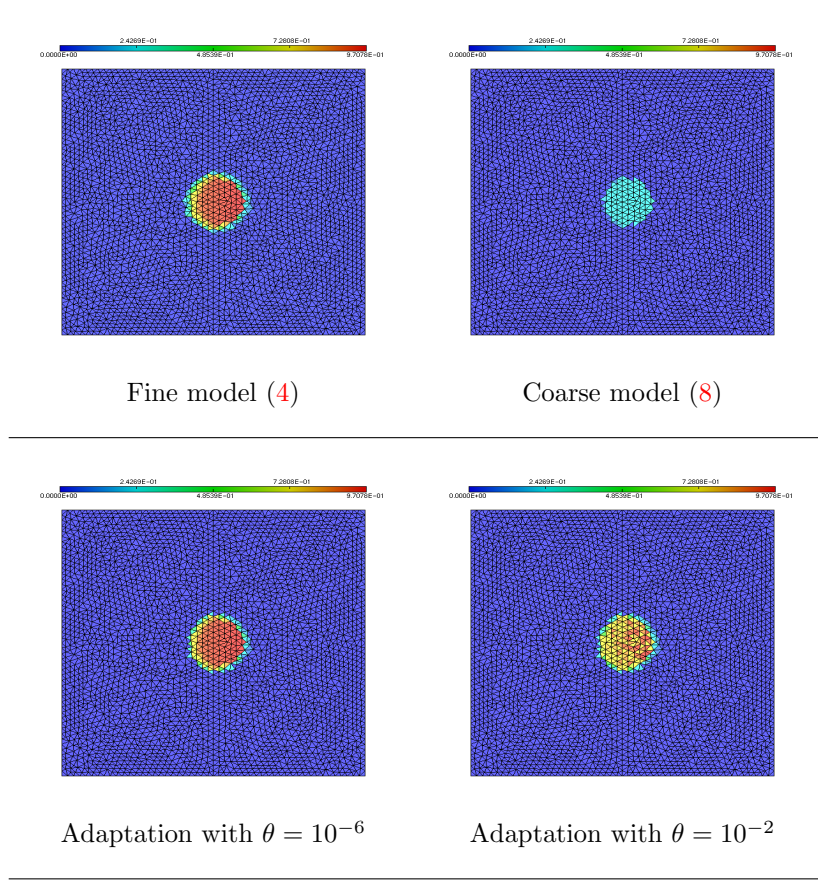 2.4269E−01 7.2808E−01 2.4269E−01 7.2808E−01
0.0000E+00 4.8539E−01 9.7078E−01 0.0000E+00 4.8539E−01 9.7078E−01
Fine model (4) Coarse model (8)
2.4269E−01 7.2808E−01 2.4269E−01 7.2808E−01
0.0000E+00 4.8539E−01 9.7078E−01 0.0000E+00 4.8539E−01 9.7078E−01
Adaptation with θ = 10⁻⁶ Adaptation with θ = 10⁻²